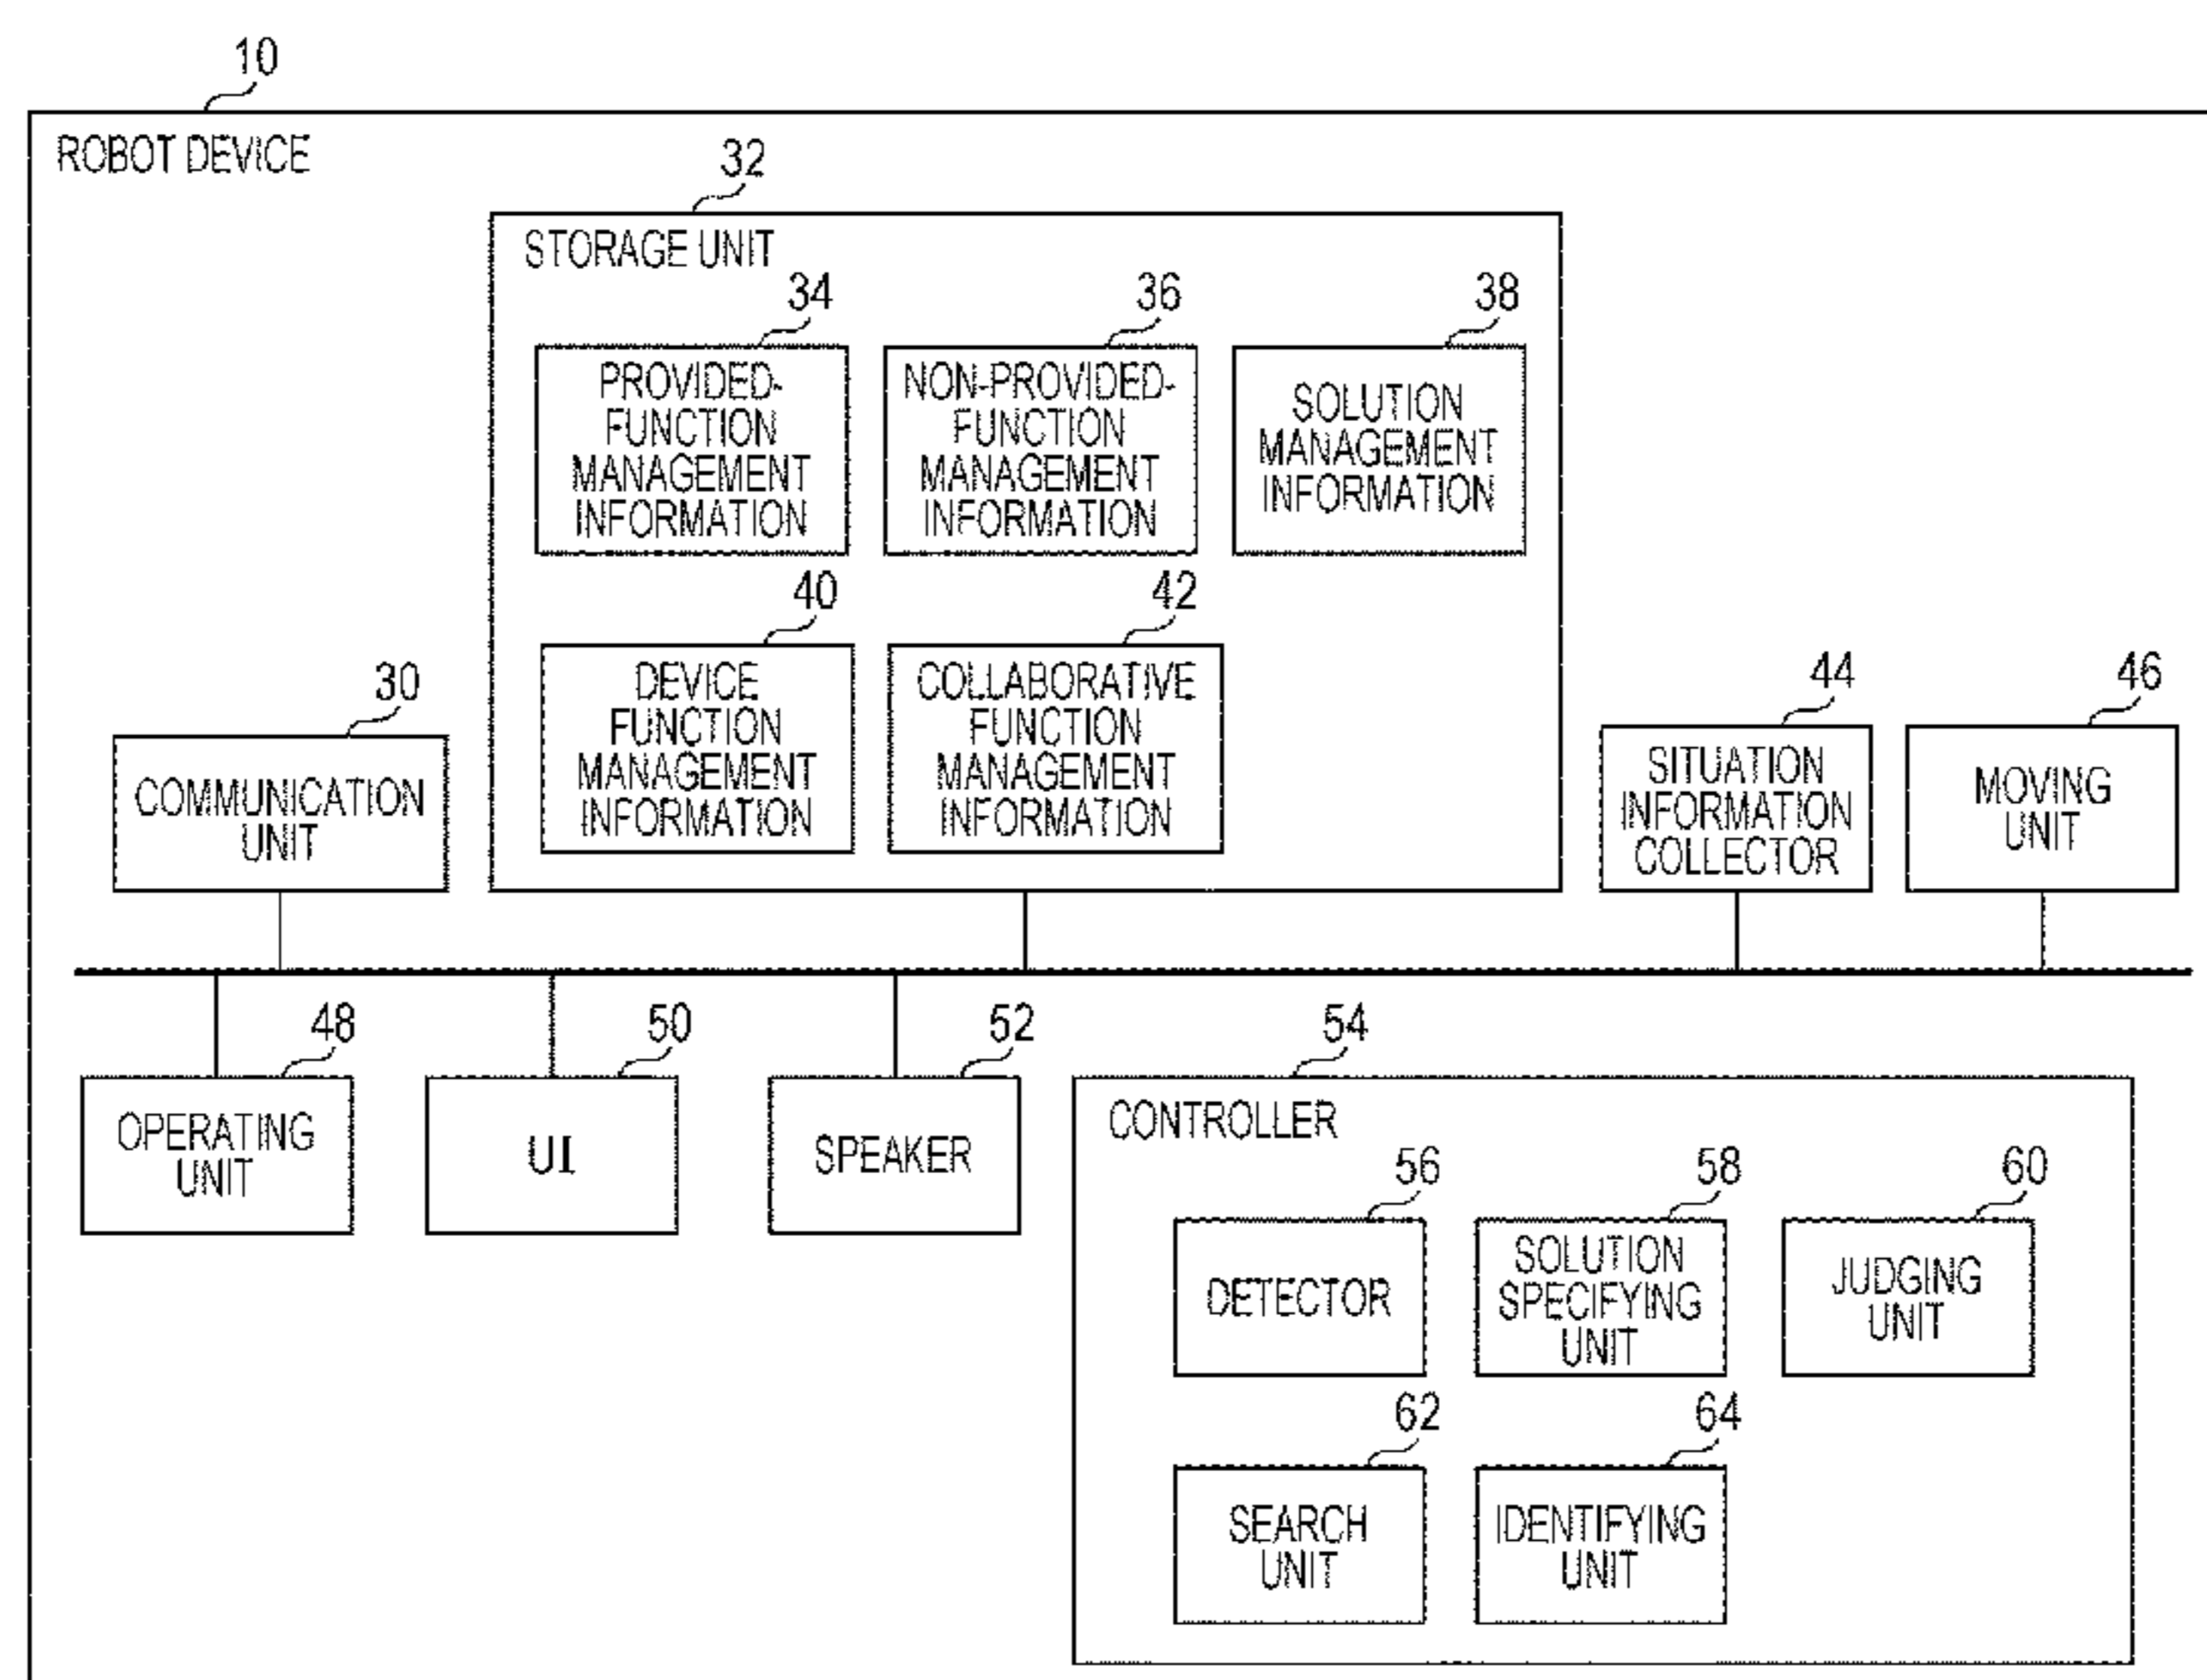 10
ROBOT DEVICE
32
STORAGE UNIT
34
36
38
PROVIDED-
FUNCTION
MANAGEMENT
INFORMATION
NON-PROVIDED-
FUNCTION
MANAGEMENT
INFORMATION
SOLUTION
MANAGEMENT
INFORMATION
40
42
DEVICE
FUNCTION
MANAGEMENT
INFORMATION
COLLABORATIVE
FUNCTION
MANAGEMENT
INFORMATION
30
COMMUNICATION
UNIT
44
SITUATION
INFORMATION
COLLECTOR
46
MOVING
UNIT
48
OPERATING
UNIT
50
UI
52
SPEAKER
54
CONTROLLER
56
DETECTOR
58
SOLUTION
SPECIFYING
UNIT
60
JUDGING
UNIT
62
SEARCH
UNIT
64
IDENTIFYING
UNIT